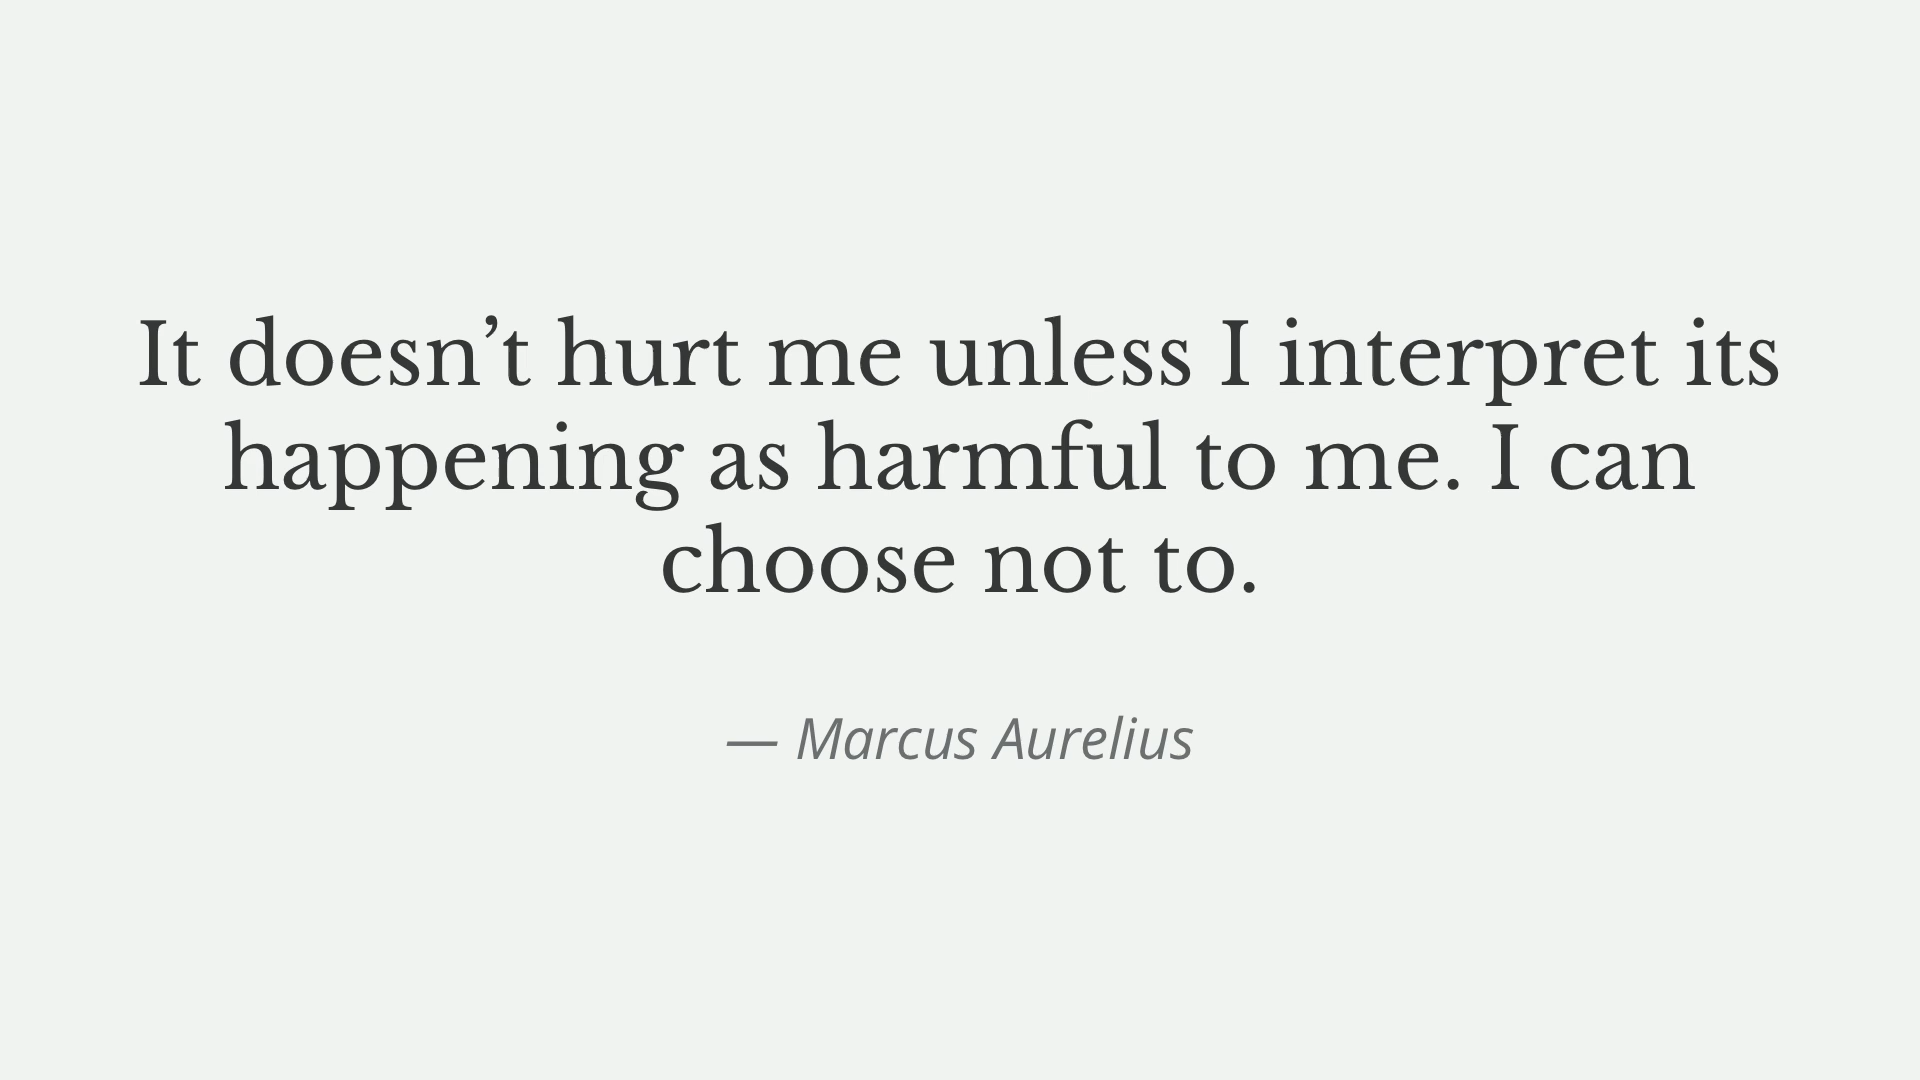 It doesn’t hurt me unless I interpret its
happening as harmful to me. I can
choose not to.
— Marcus Aurelius